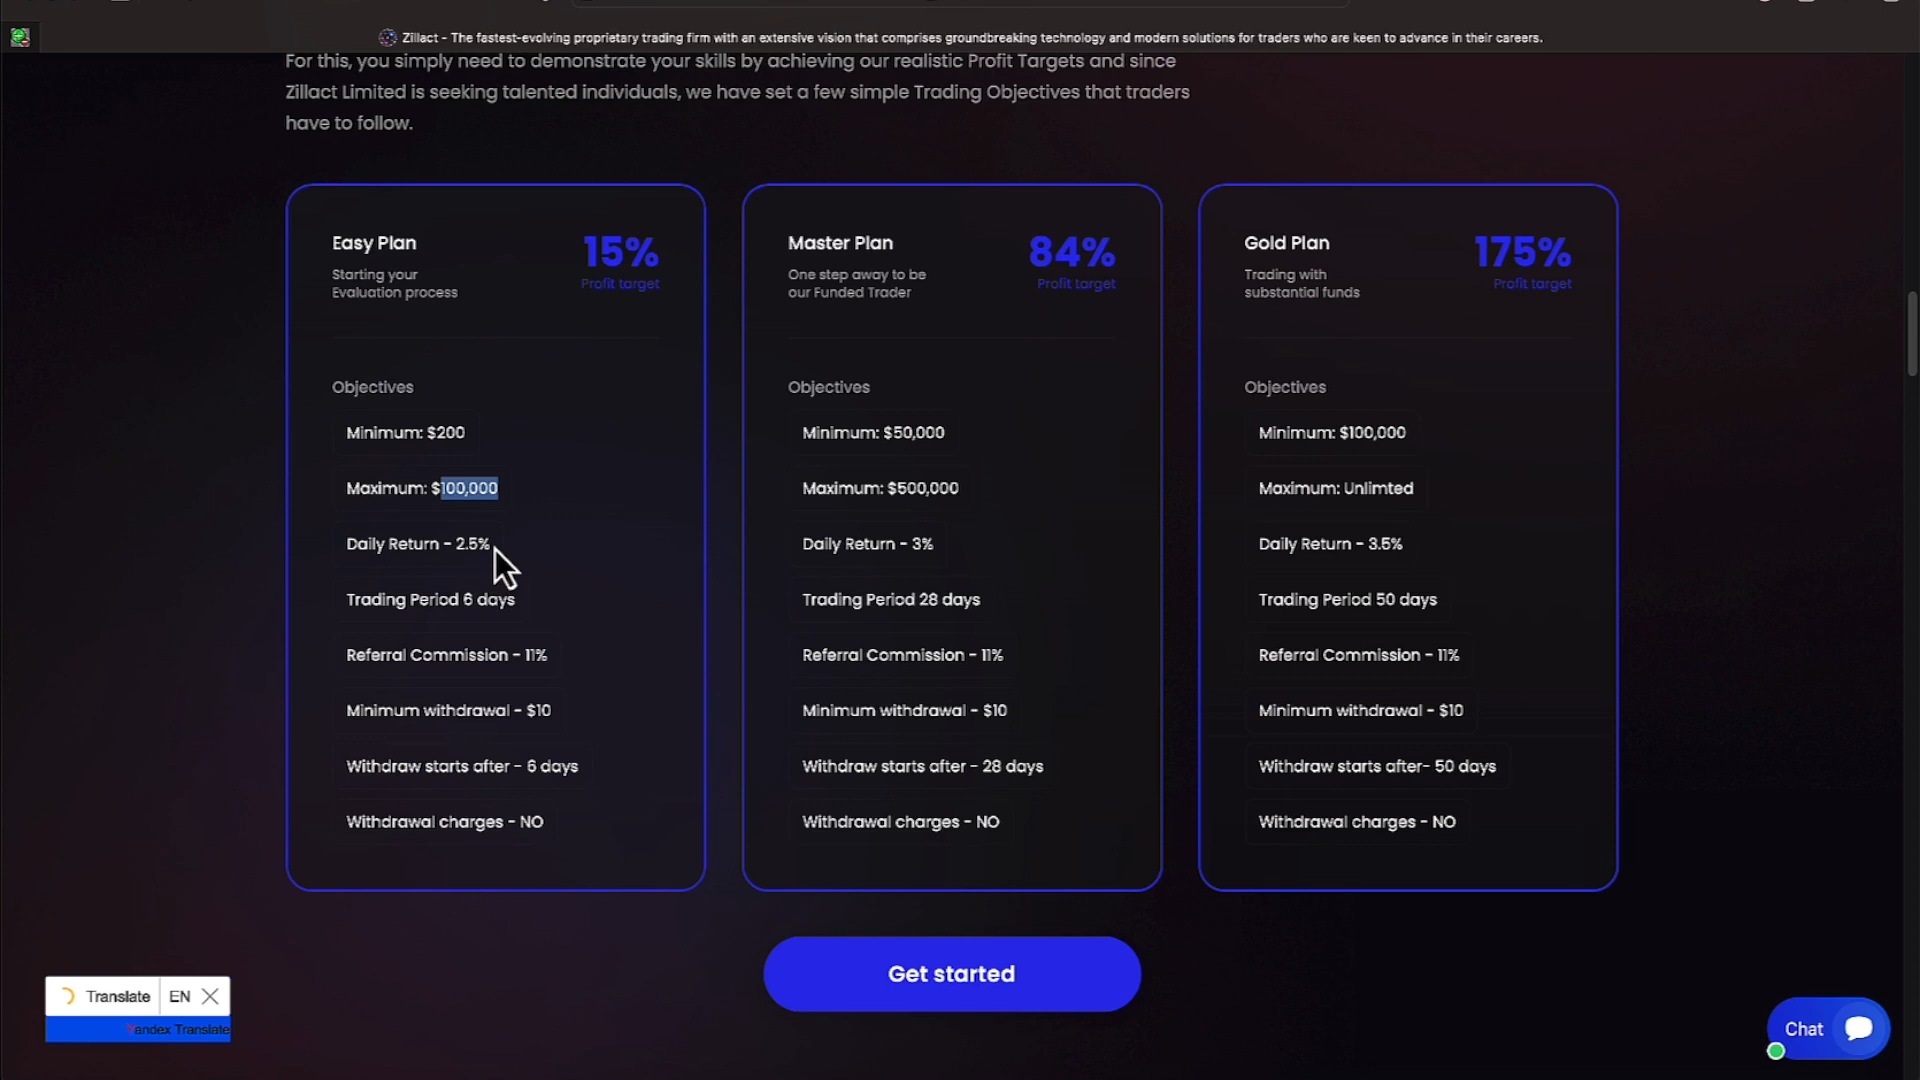 Zillact - The fastest-evolving proprietary trading firm with an extensive vision that comprises groundbreaking technology and modern solutions for traders who are keen to advance in their careers.
For this, you simply need to demonstrate your skills by achieving our realistic Profit Targets and since
Zillact Limited is seeking talented individuals, we have set a few simple Trading Objectives that traders
have to follow.
Easy Plan
15%
Starting your
Evaluation process
Profit target
Objectives
Minimum: $200
Maximum: $100,000
Daily Return - 2.5%
Trading Period 6 days
Referral Commission - 11%
Minimum withdrawal - $10
Withdraw starts after - 6 days
Withdrawal charges - NO
Master Plan
84%
One step away to be
our Funded Trader
Profit target
Objectives
Minimum: $50,000
Maximum: $500,000
Daily Return - 3%
Trading Period 28 days
Referral Commission - 11%
Minimum withdrawal - $10
Withdraw starts after - 28 days
Withdrawal charges - NO
Gold Plan
175%
Trading with
substantial funds
Profit target
Objectives
Minimum: $100,000
Maximum: Unlimted
Daily Return - 3.5%
Trading Period 50 days
Referral Commission - 11%
Minimum withdrawal - $10
Withdraw starts after- 50 days
Withdrawal charges - NO
Get started
Translate EN
Yandex Translate
Chat